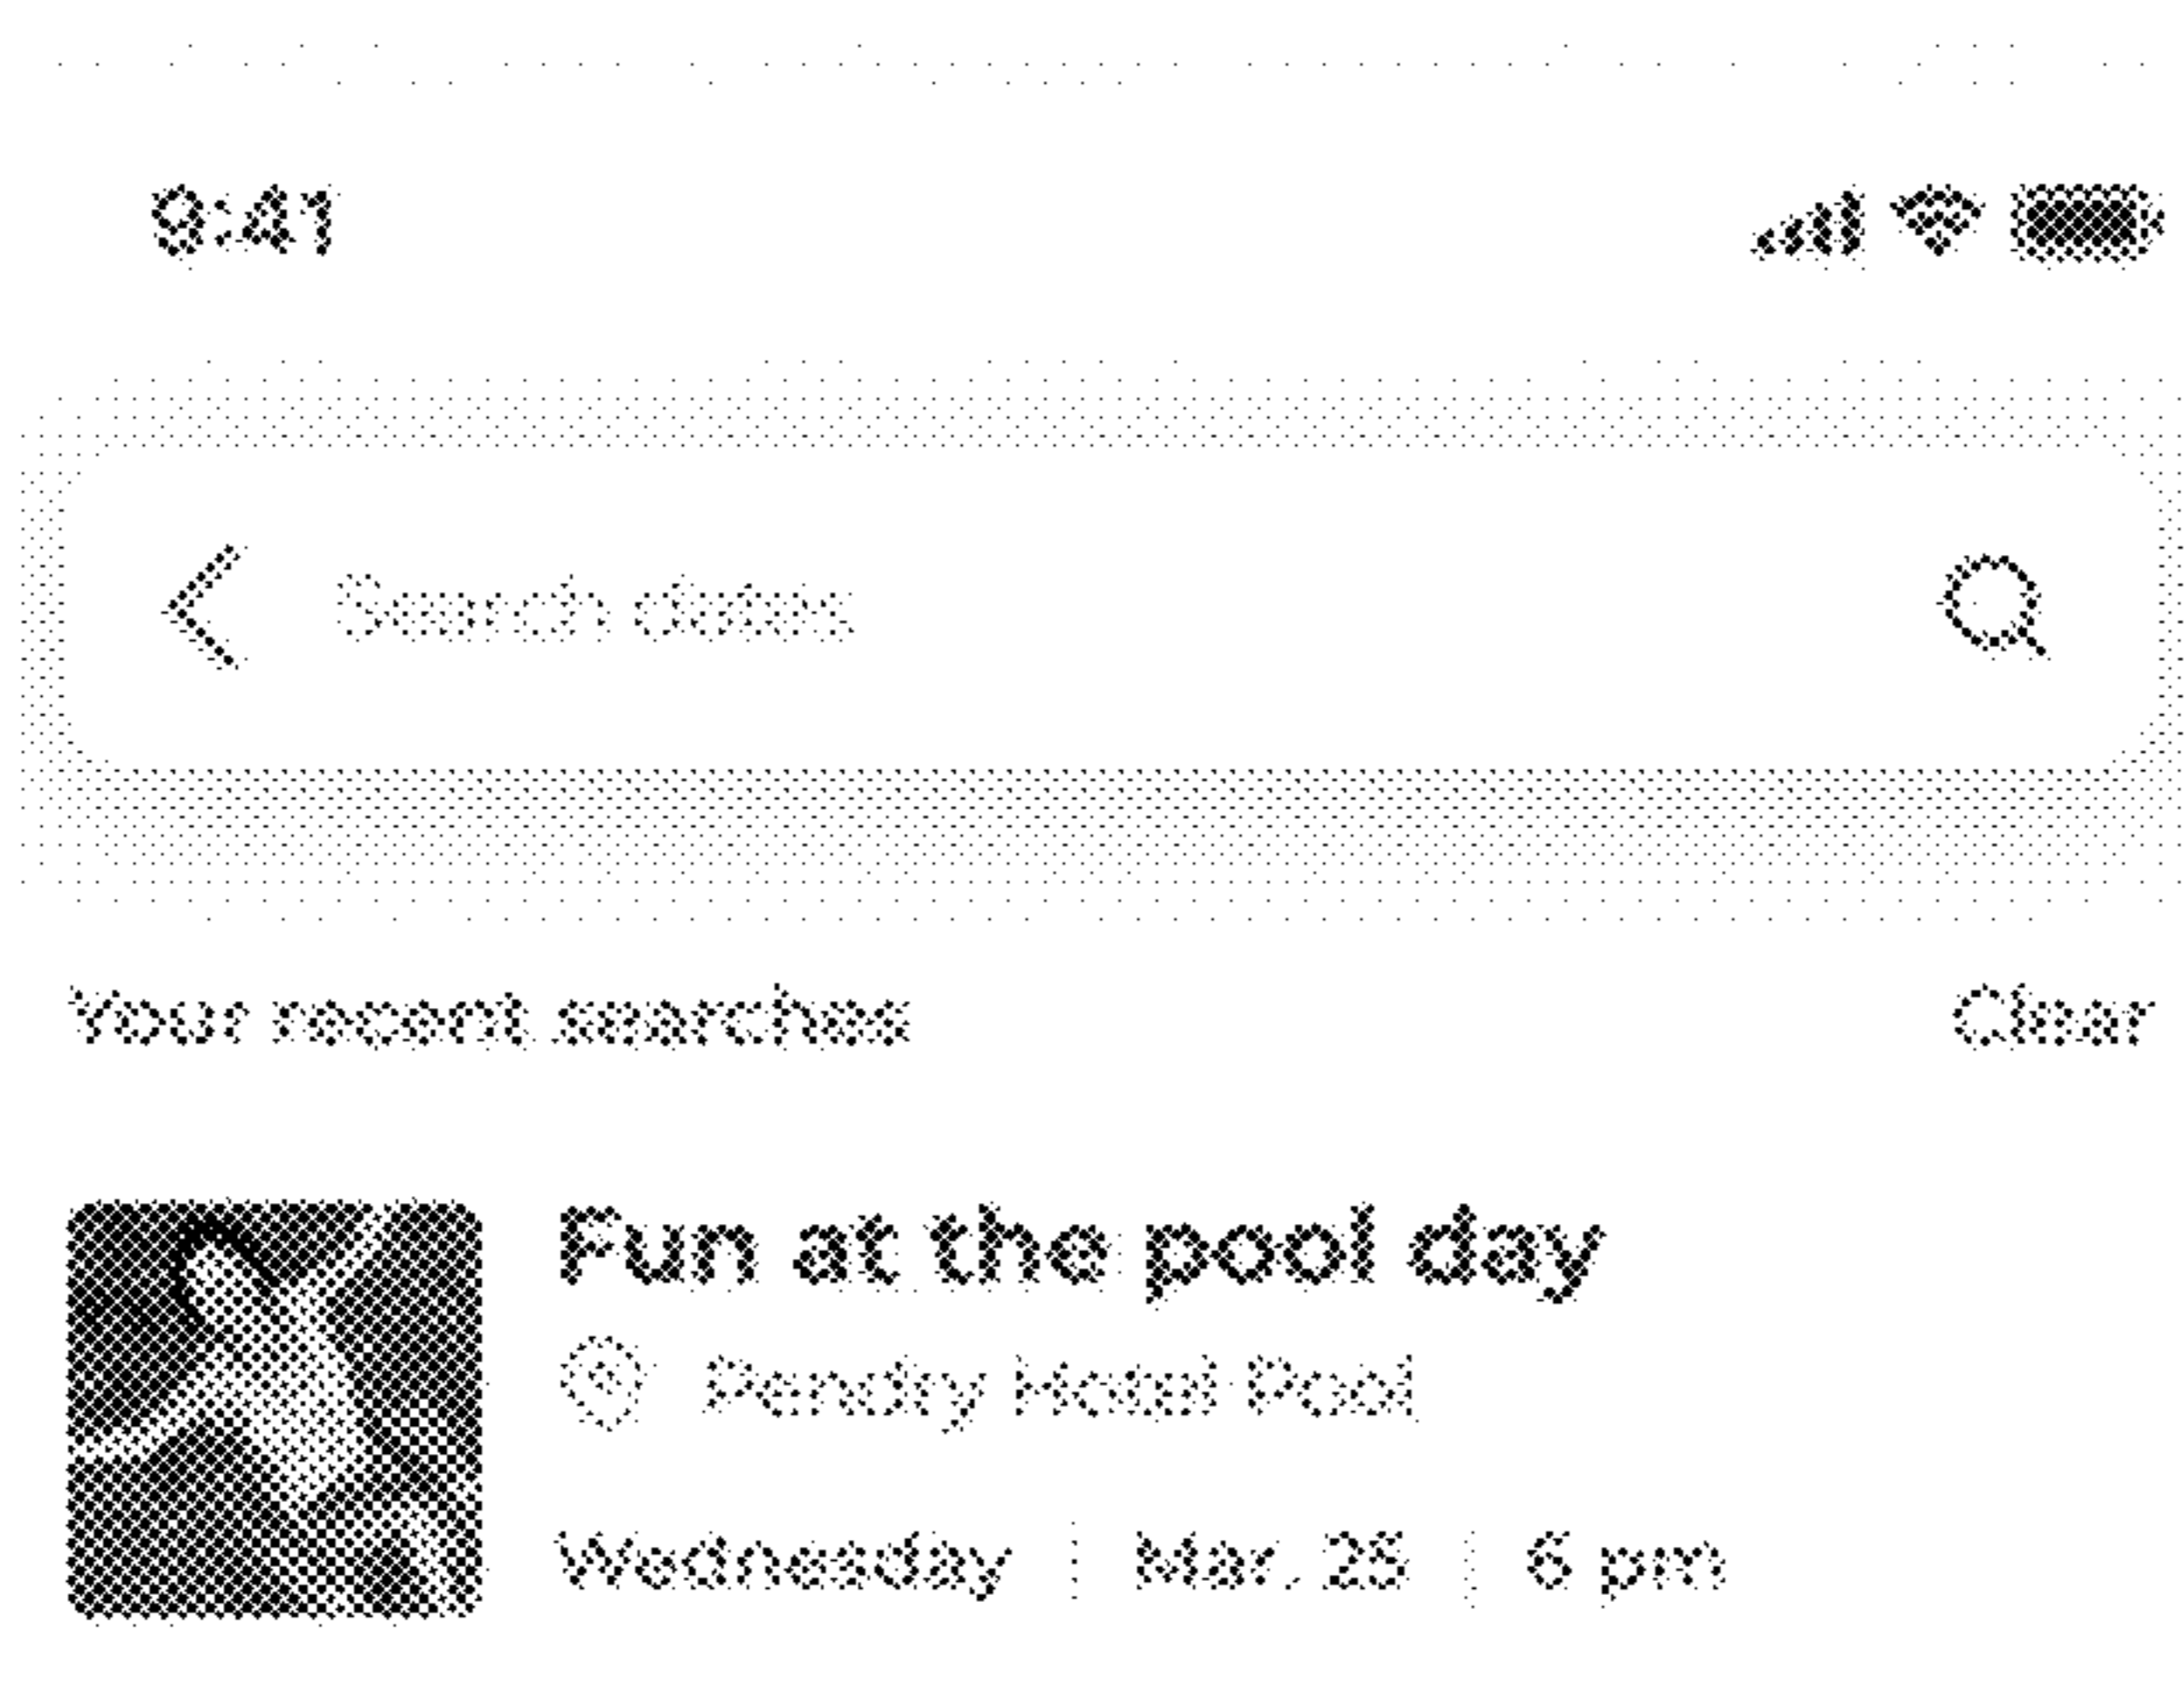 9:41
Search dates
Your recent searches
Clear
Fun at the pool day
Pendry Hotel Pool
Wednesday
Mar. 25
6 pm